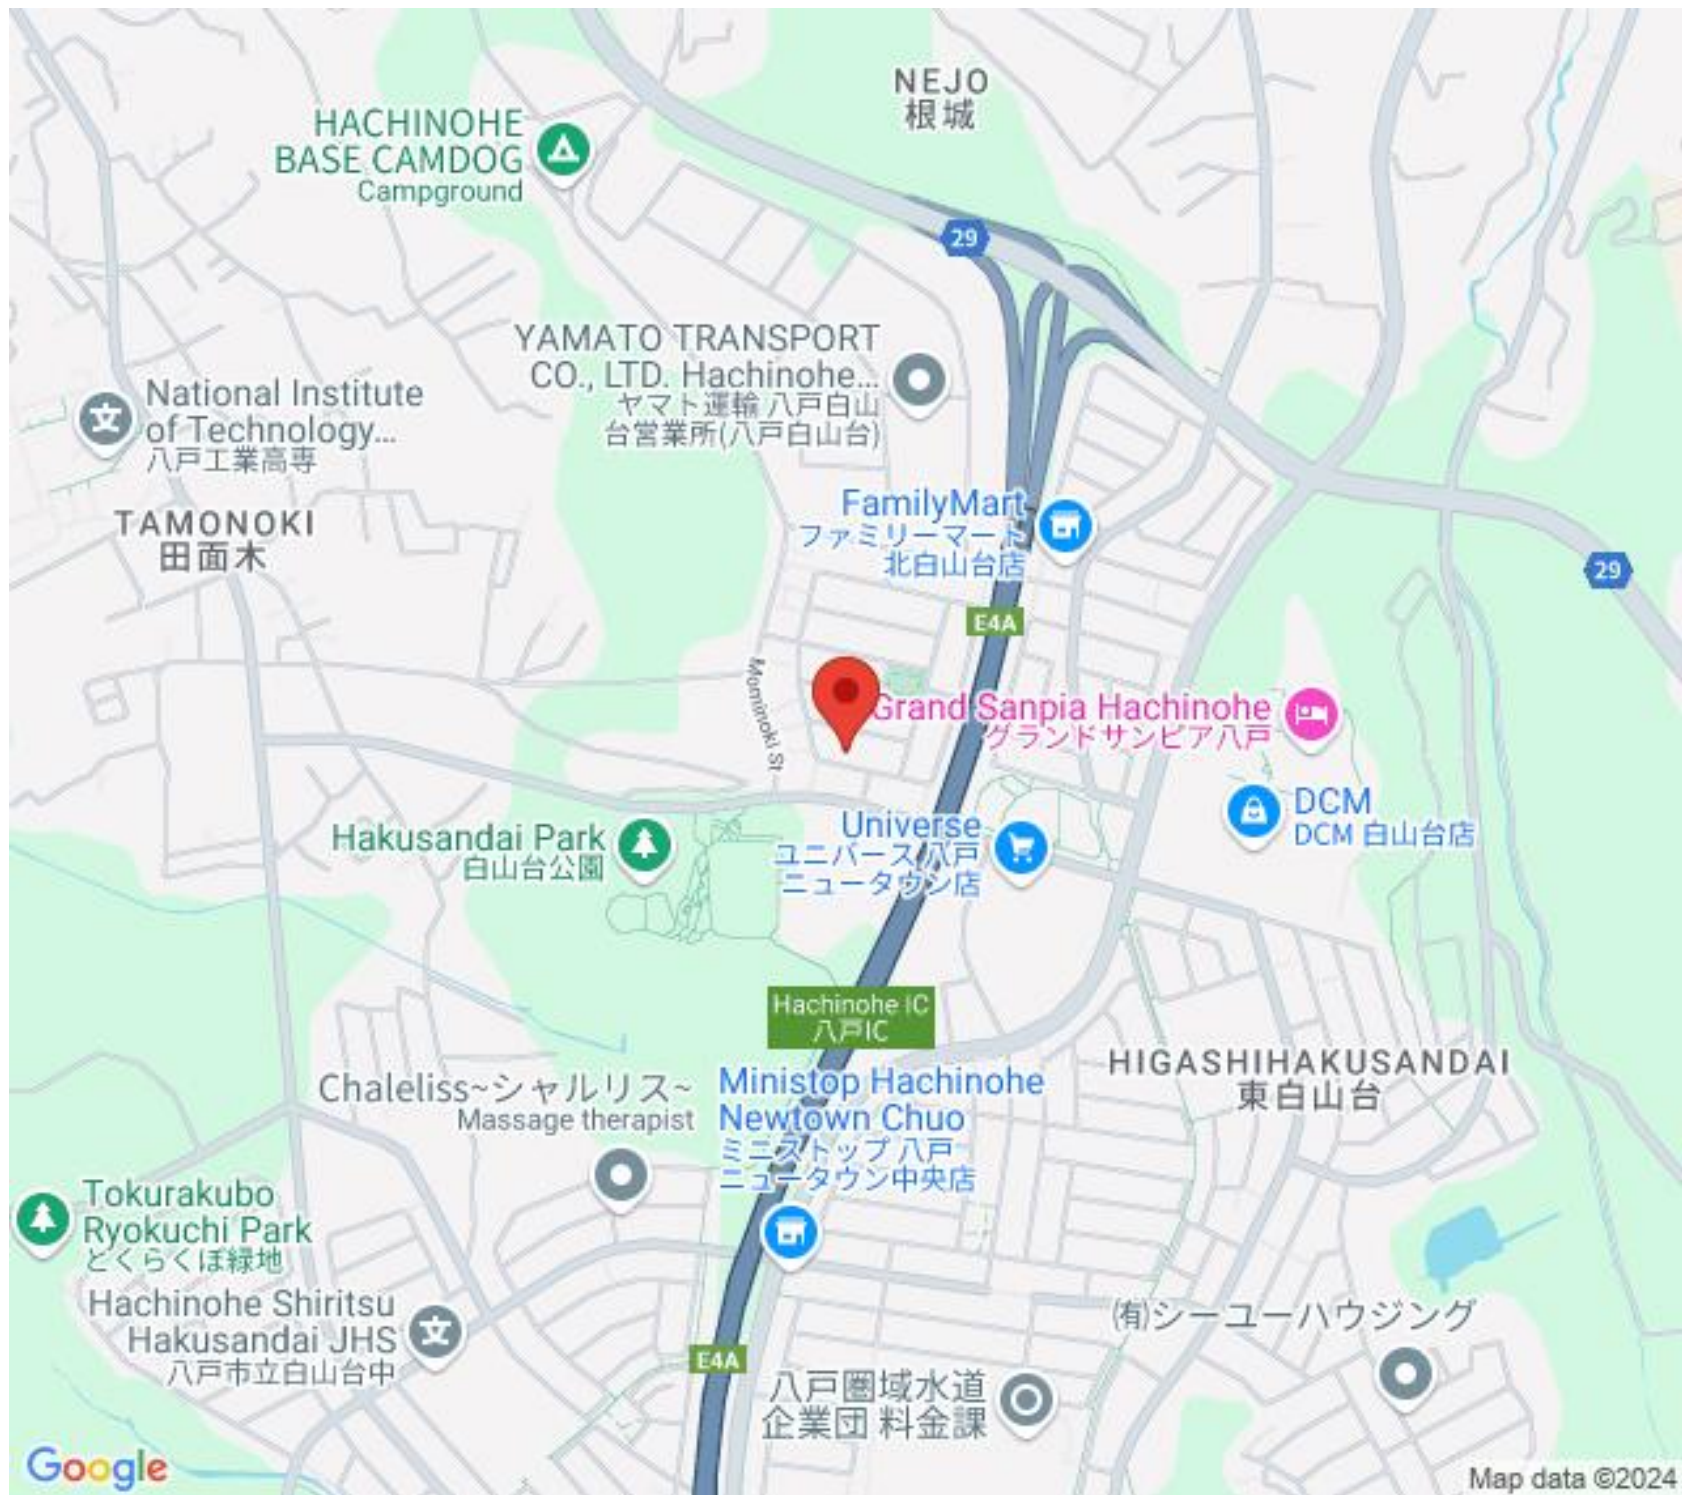 NEJO
根城
HACHINOHE
BASE CAMDOG
Campground
29
YAMATO TRANSPORT
CO., LTD. Hachinohe...
ヤマト運輸 八戸白山
台営業所(八戸白山台)
National Institute
of Technology...
八戸工業高専
FamilyMart
ファミリーマート
北白山台店
TAMONOKI
田面木
29
E4A
Mominoki St
Grand Sanpia Hachinohe
グランドサンピア八戸
DCM
DCM 白山台店
Hakusandai Park
白山台公園
Universe
ユニバース 八戸
ニュータウン店
Hachinohe IC
八戸IC
HIGASHIHAKUSANDAI
東白山台
Chaleliss~シャルリス~
Massage therapist
Ministop Hachinohe
Newtown Chuo
ミニストップ 八戸
ニュータウン中央店
Tokurakubo
Ryokuchi Park
とくらくぼ緑地
Hachinohe Shiritsu
Hakusandai JHS
八戸市立白山台中
㈲シーユーハウジング
E4A
八戸圏域水道
企業団 料金課
Google
Map data ©2024